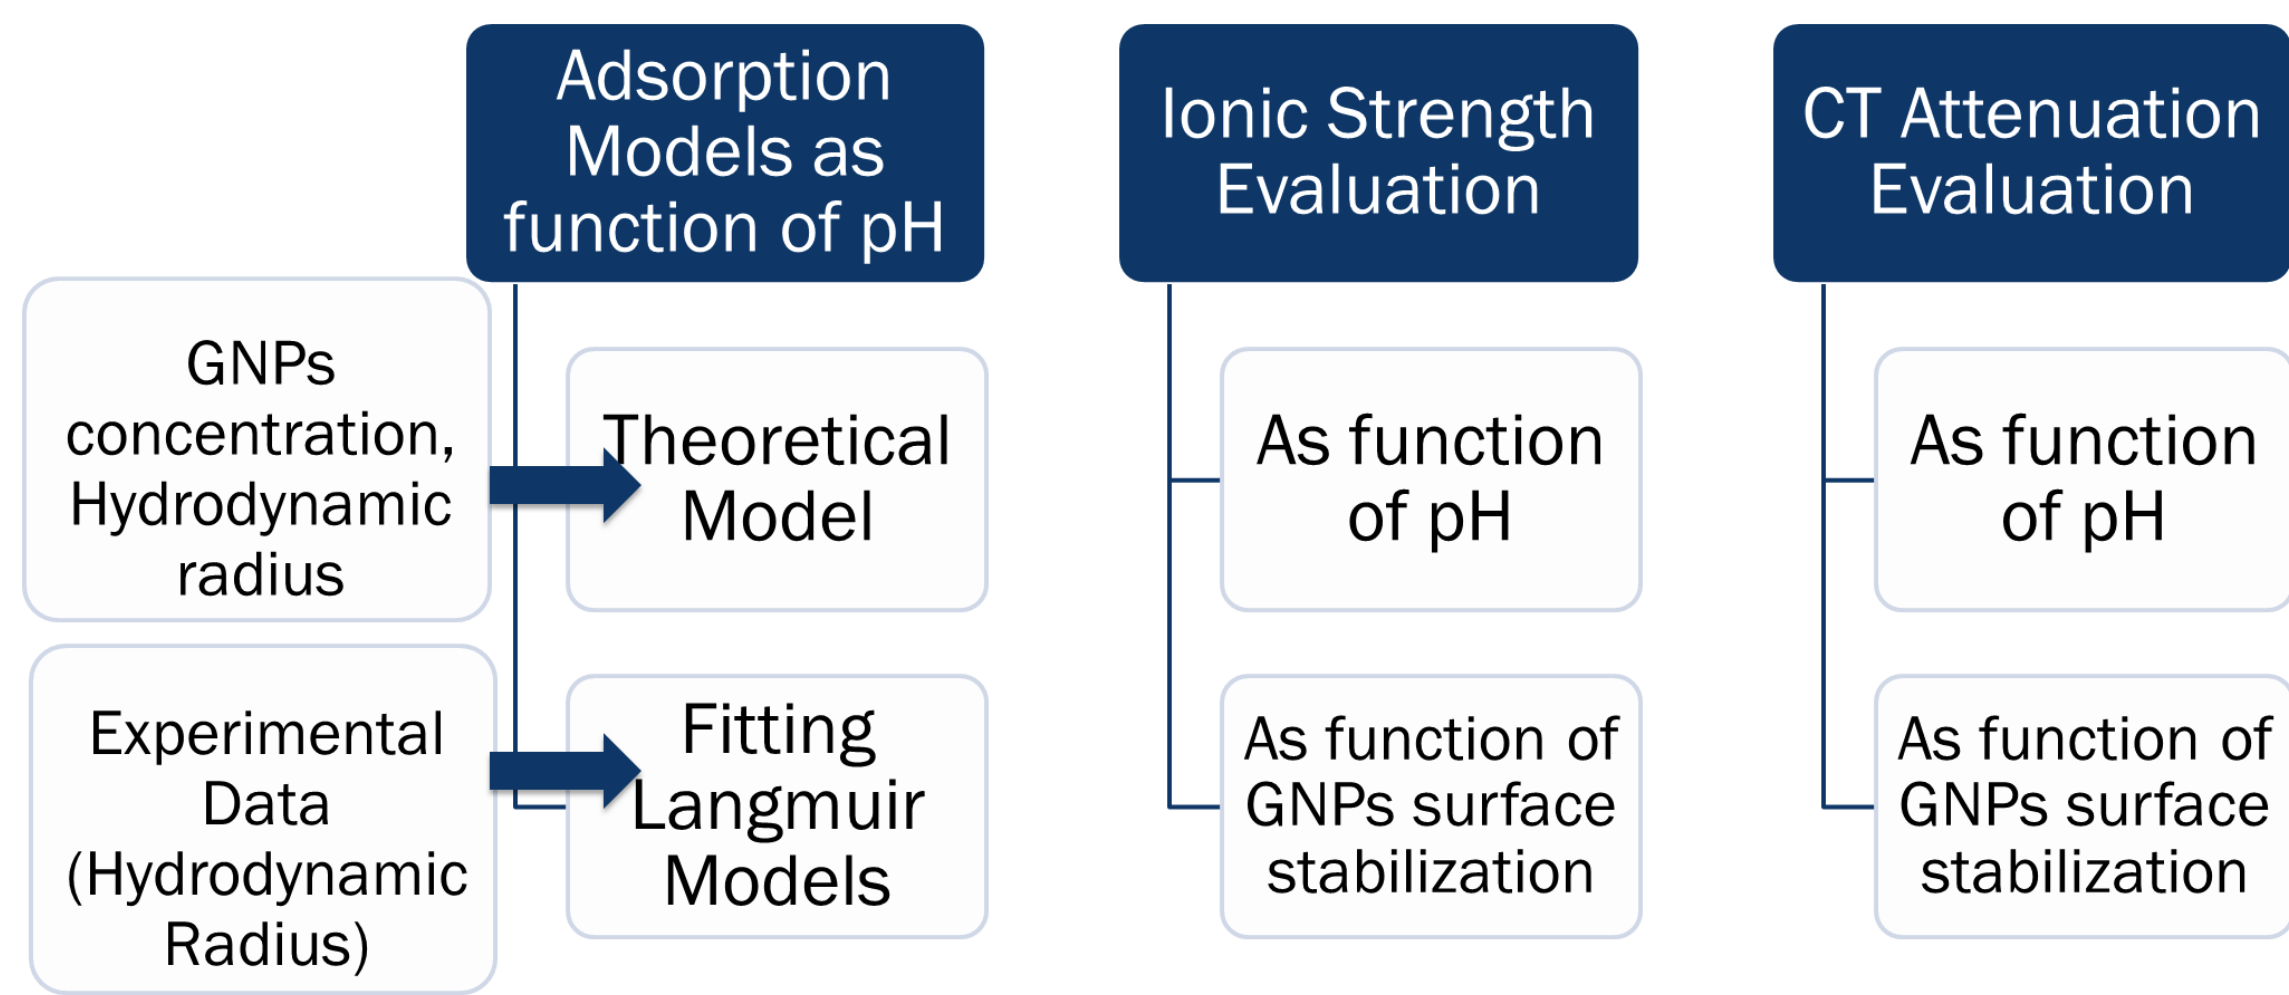 Adsorption
Models as
function of pH
GNPs
concentration,
Hydrodynamic
radius
Theoretical
Model
Experimental
Data
(Hydrodynamic
Radius)
Fitting
Langmuir
Models
Ionic Strength
Evaluation
As function
of pH
As function of
GNPs surface
stabilization
CT Attenuation
Evaluation
As function
of pH
As function of
GNPs surface
stabilization